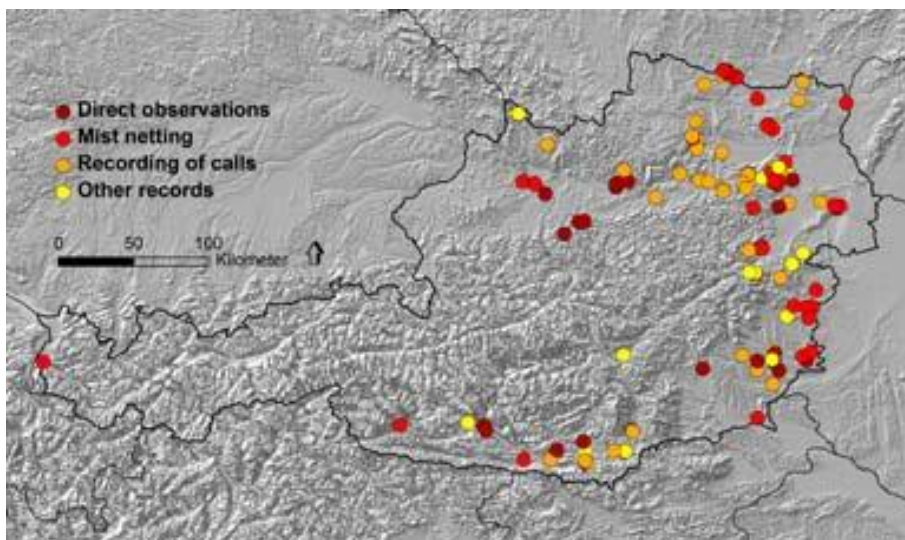 Direct observations
Mist netting
Recording of calls
Other records
0 50 100
Kilometer